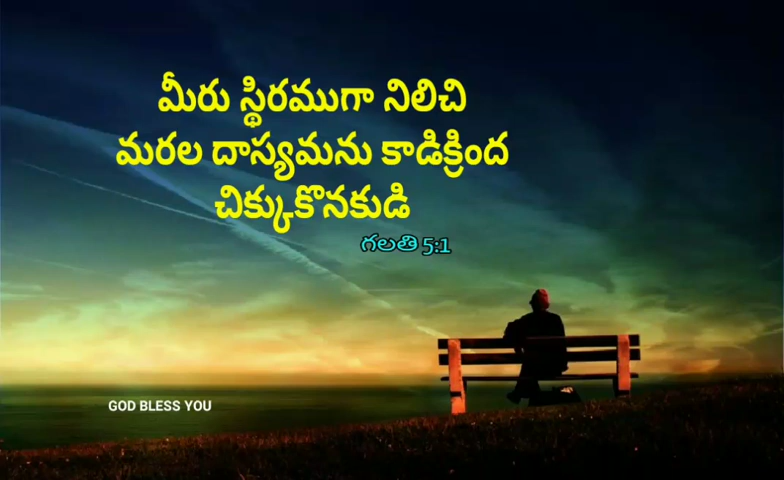 మీరు స్థిరముగా నిలిచి
మరల దాస్యమను కాడిక్రింద
చిక్కుకొనకుడి
గలతి 5:1
GOD BLESS YOU